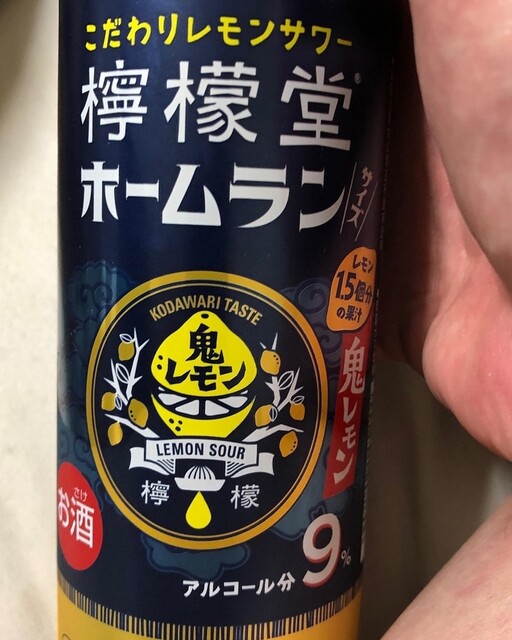 こだわりレモンサワー
檸檬堂®
ホームラン/サイズ
レモン
1.5個分
の果汁
鬼レモン
KODAWARI TASTE
鬼
レモン
LEMON SOUR
檸 檬
さけ
お酒
アルコール分 9%